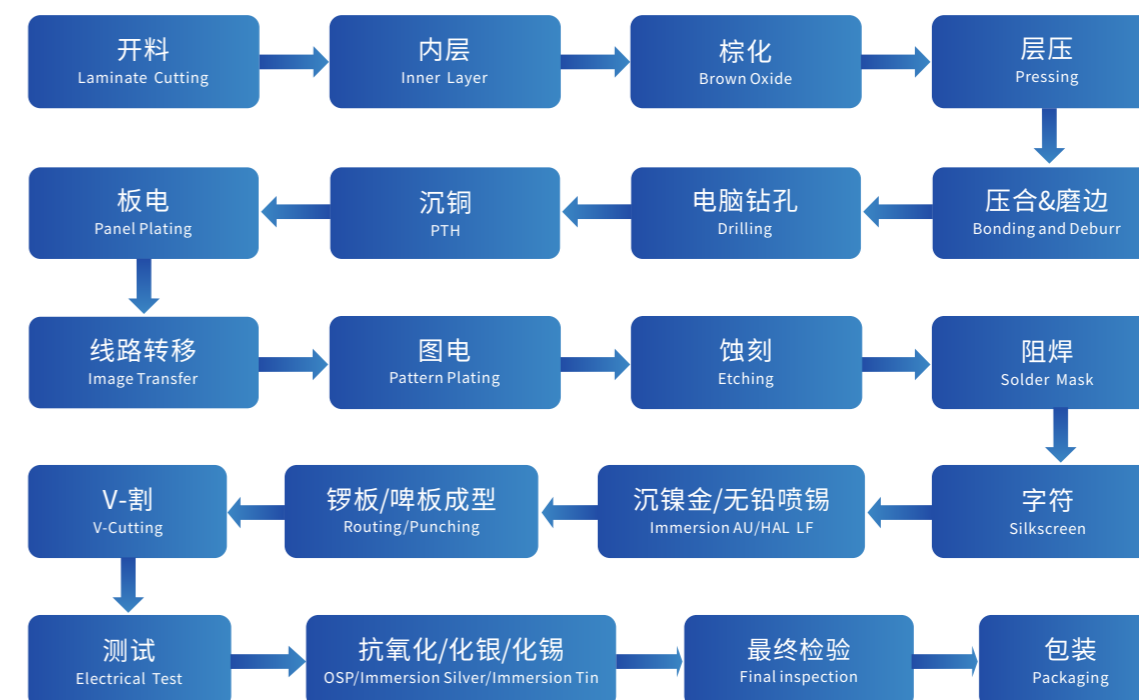 开料
Laminate Cutting
内层
Inner Layer
棕化
Brown Oxide
层压
Pressing
板电
Panel Plating
沉铜
PTH
电脑钻孔
Drilling
压合&磨边
Bonding and Deburr
线路转移
Image Transfer
图电
Pattern Plating
蚀刻
Etching
阻焊
Solder Mask
V-割
V-Cutting
锣板/啤板成型
Routing/Punching
沉镍金/无铅喷锡
Immersion AU/HAL LF
字符
Silkscreen
测试
Electrical Test
抗氧化/化银/化锡
OSP/Immersion Silver/Immersion Tin
最终检验
Final inspection
包装
Packaging